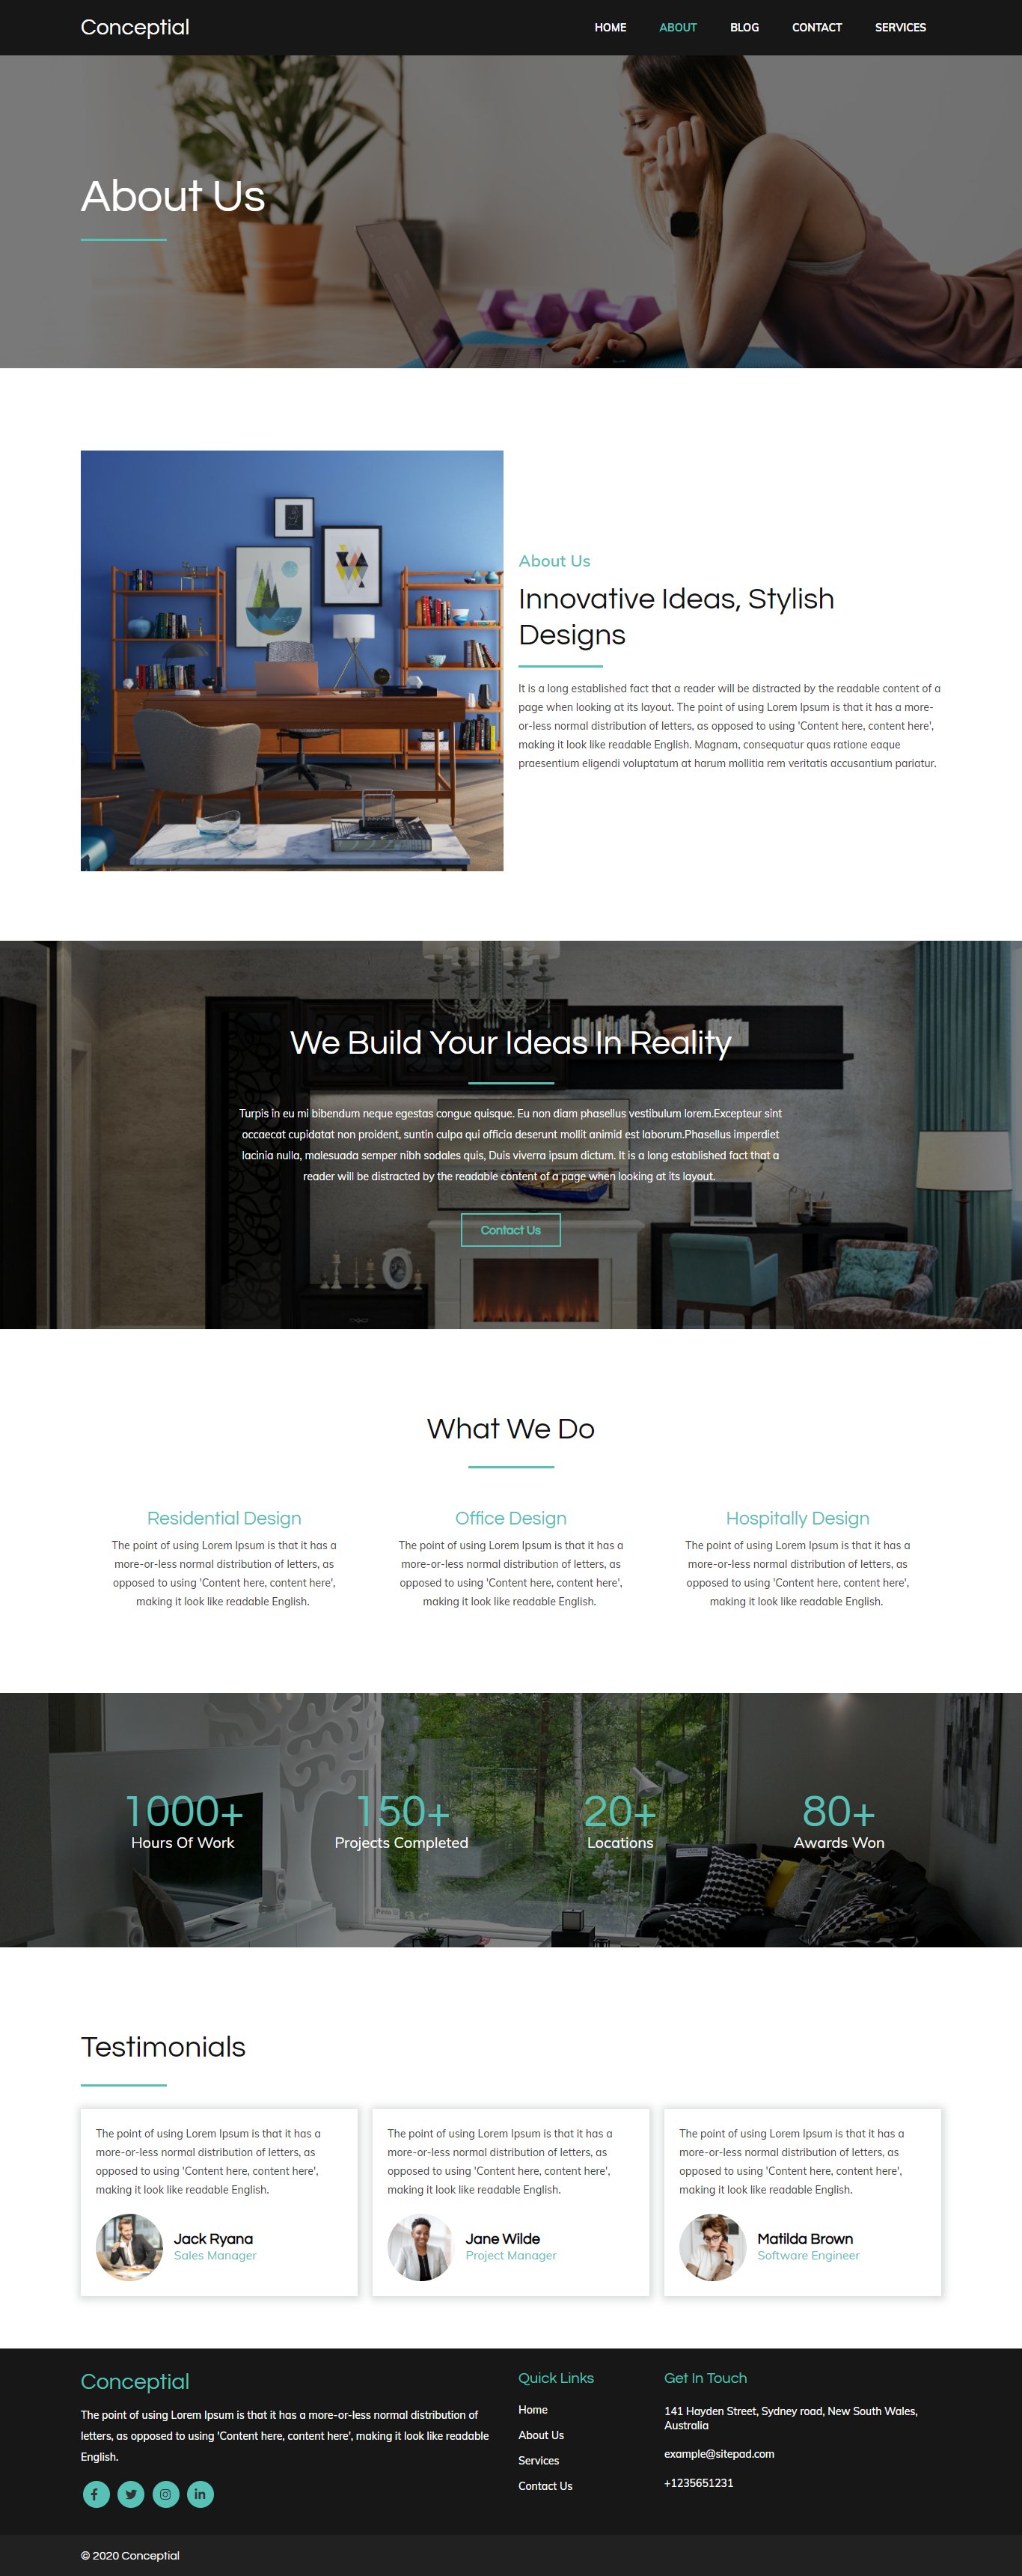 Conceptial
HOME ABOUT BLOG CONTACT SERVICES
About Us
About Us
Innovative Ideas, Stylish
Designs
It is a long established fact that a reader will be distracted by the readable content of a
page when looking at its layout. The point of using Lorem Ipsum is that it has a more-
or-less normal distribution of letters, as opposed to using 'Content here, content here',
making it look like readable English. Magnam, consequatur quas ratione eaque
praesentium eligendi voluptatum at harum mollitia rem veritatis accusantium pariatur.
We Build Your Ideas In Reality
Turpis in eu mi bibendum neque egestas congue quisque. Eu non diam phasellus vestibulum lorem.Excepteur sint
occaecat cupidatat non proident, suntin culpa qui officia deserunt mollit animid est laborum.Phasellus imperdiet
lacinia nulla, malesuada semper nibh sodales quis, Duis viverra ipsum dictum. It is a long established fact that a
reader will be distracted by the readable content of a page when looking at its layout.
Contact Us
What We Do
Residential Design
The point of using Lorem Ipsum is that it has a
more-or-less normal distribution of letters, as
opposed to using 'Content here, content here',
making it look like readable English.
Office Design
The point of using Lorem Ipsum is that it has a
more-or-less normal distribution of letters, as
opposed to using 'Content here, content here',
making it look like readable English.
Hospitally Design
The point of using Lorem Ipsum is that it has a
more-or-less normal distribution of letters, as
opposed to using 'Content here, content here',
making it look like readable English.
1000+
Hours Of Work
150+
Projects Completed
20+
Locations
80+
Awards Won
Testimonials
The point of using Lorem Ipsum is that it has a
more-or-less normal distribution of letters, as
opposed to using 'Content here, content here',
making it look like readable English.
Jack Ryana
Sales Manager
The point of using Lorem Ipsum is that it has a
more-or-less normal distribution of letters, as
opposed to using 'Content here, content here',
making it look like readable English.
Jane Wilde
Project Manager
The point of using Lorem Ipsum is that it has a
more-or-less normal distribution of letters, as
opposed to using 'Content here, content here',
making it look like readable English.
Matilda Brown
Software Engineer
Conceptial
The point of using Lorem Ipsum is that it has a more-or-less normal distribution of
letters, as opposed to using 'Content here, content here', making it look like readable
English.
Quick Links
Home
About Us
Services
Contact Us
Get In Touch
141 Hayden Street, Sydney road, New South Wales,
Australia
example@sitepad.com
+1235651231
© 2020 Conceptial